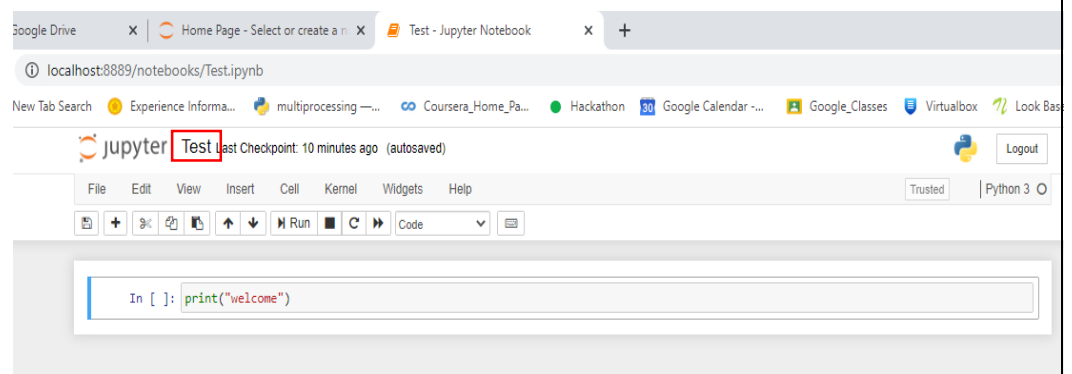 Google Drive x Home Page - Select or create a n x Test - Jupyter Notebook x +
localhost:8889/notebooks/Test.ipynb
New Tab Search Experience Informa... multiprocessing —... Coursera_Home_Pa... Hackathon 30 Google Calendar -... Google_Classes Virtualbox Look Base
jupyter Test Last Checkpoint: 10 minutes ago (autosaved) Logout
File Edit View Insert Cell Kernel Widgets Help Trusted Python 3
Run Code
In [ ]: print("welcome")